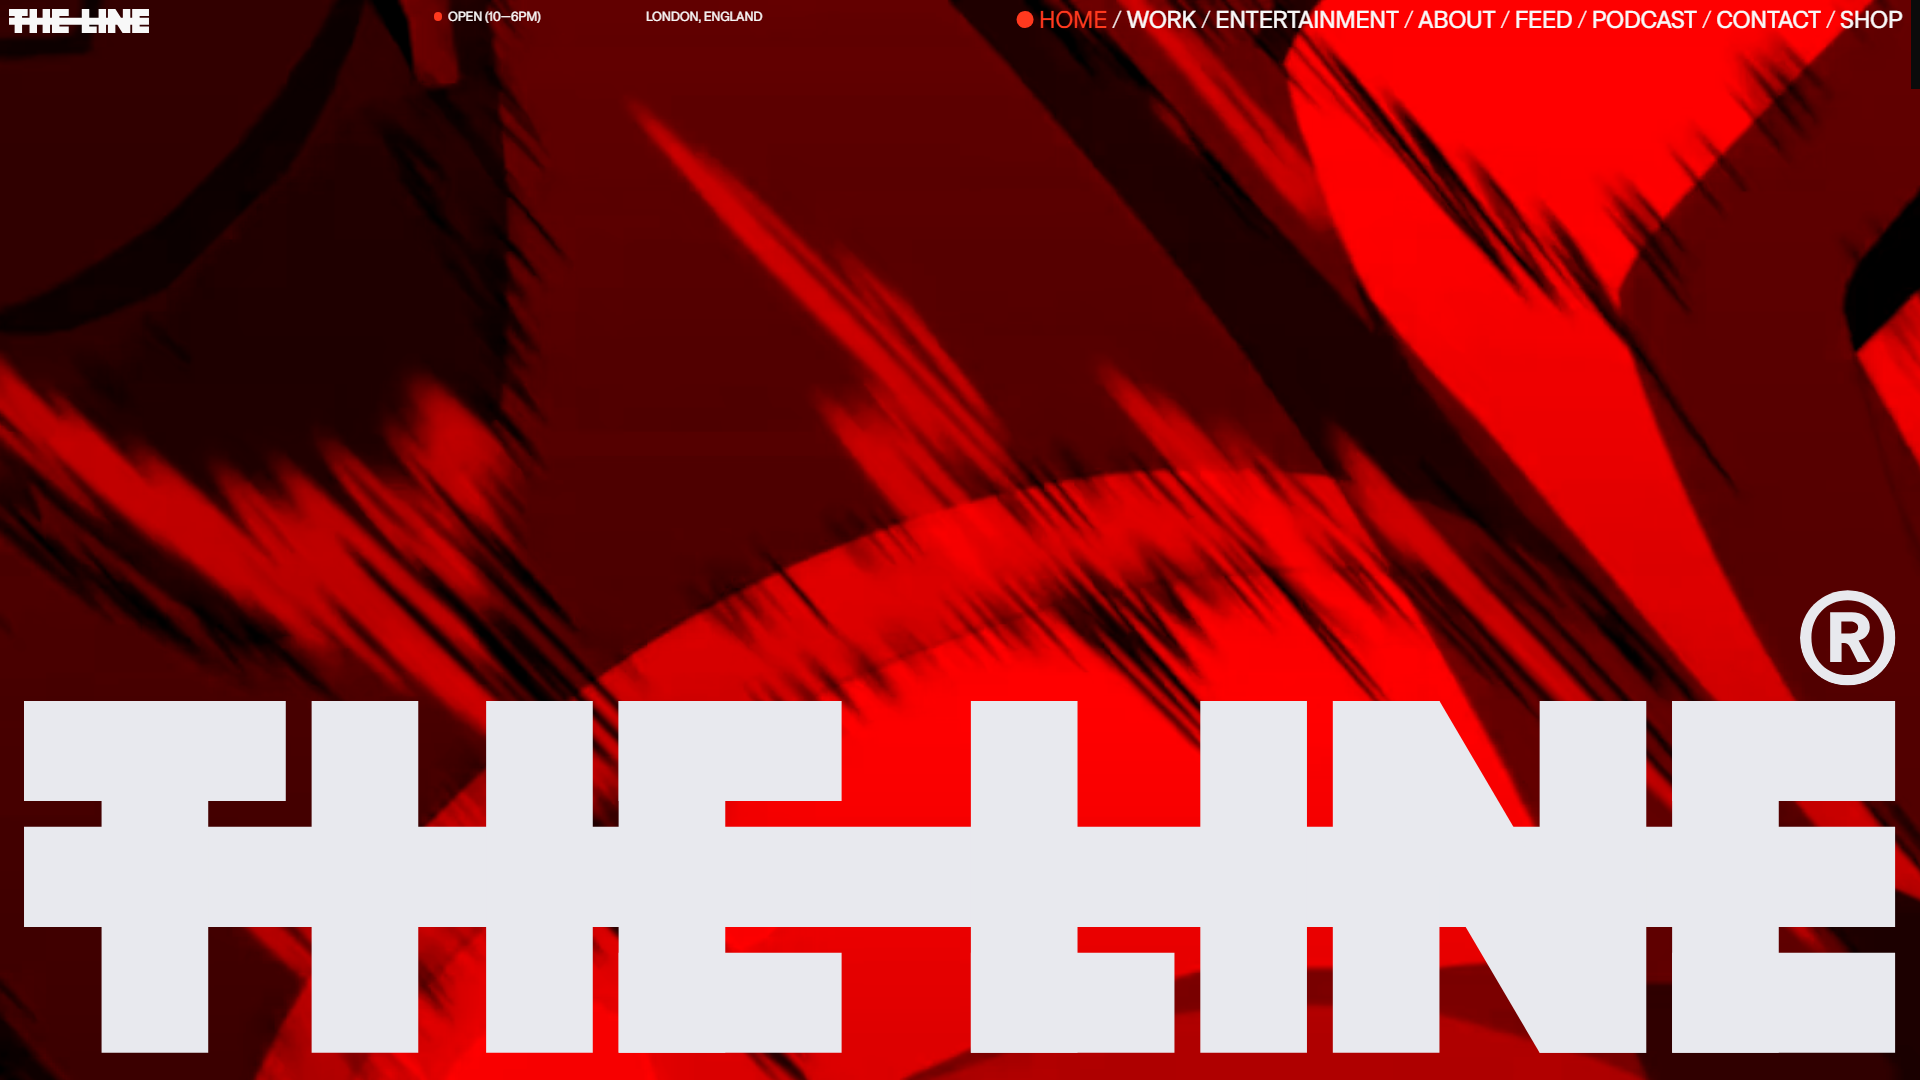 THE LINE
OPEN (10—6PM)
LONDON, ENGLAND
HOME / WORK / ENTERTAINMENT / ABOUT / FEED / PODCAST / CONTACT / SHOP
®
THE LINE